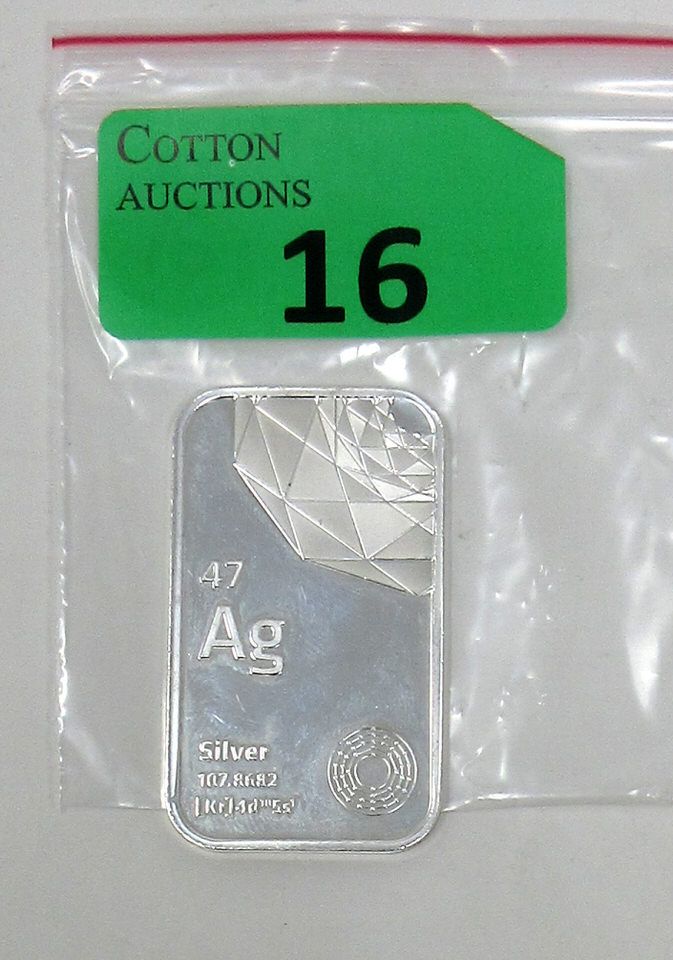 COTTON
AUCTIONS
16
47
Ag
Silver
107.8682
[Kr]4d¹⁰5s¹